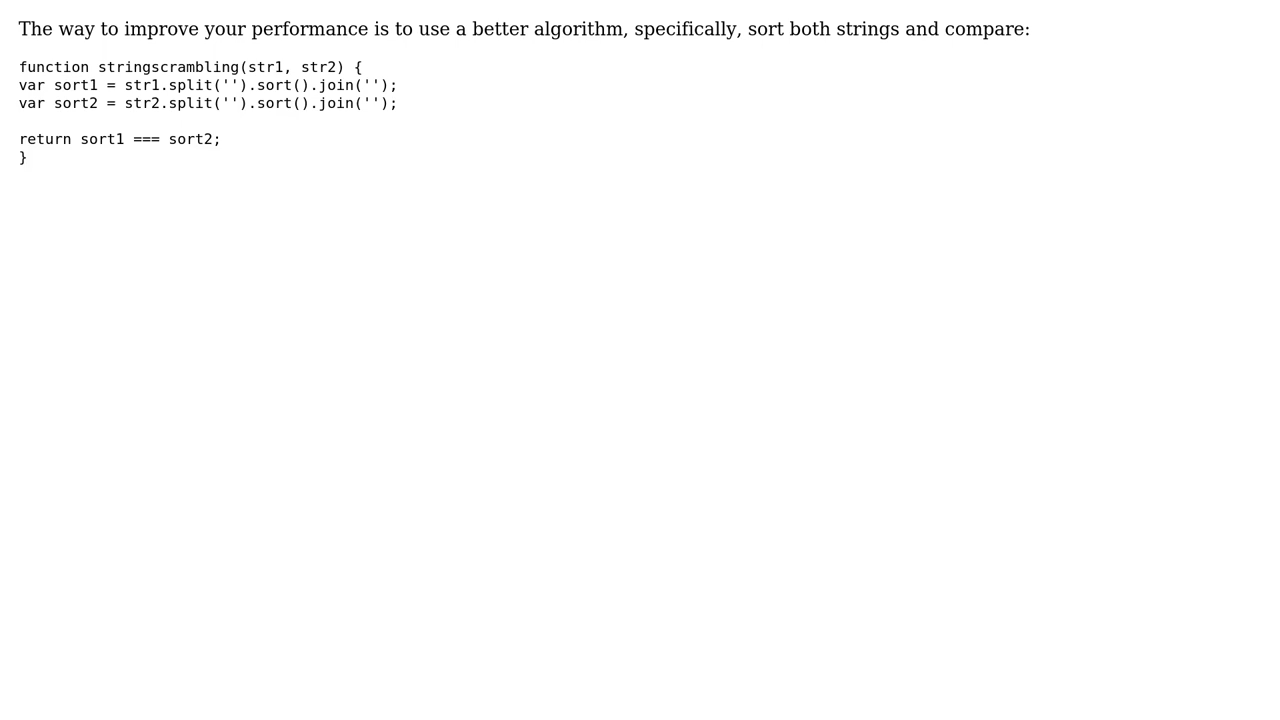 The way to improve your performance is to use a better algorithm, specifically, sort both strings and compare:
function stringscrambling(str1, str2) {
var sort1 = str1.split('').sort().join('');
var sort2 = str2.split('').sort().join('');
return sort1 === sort2;
}